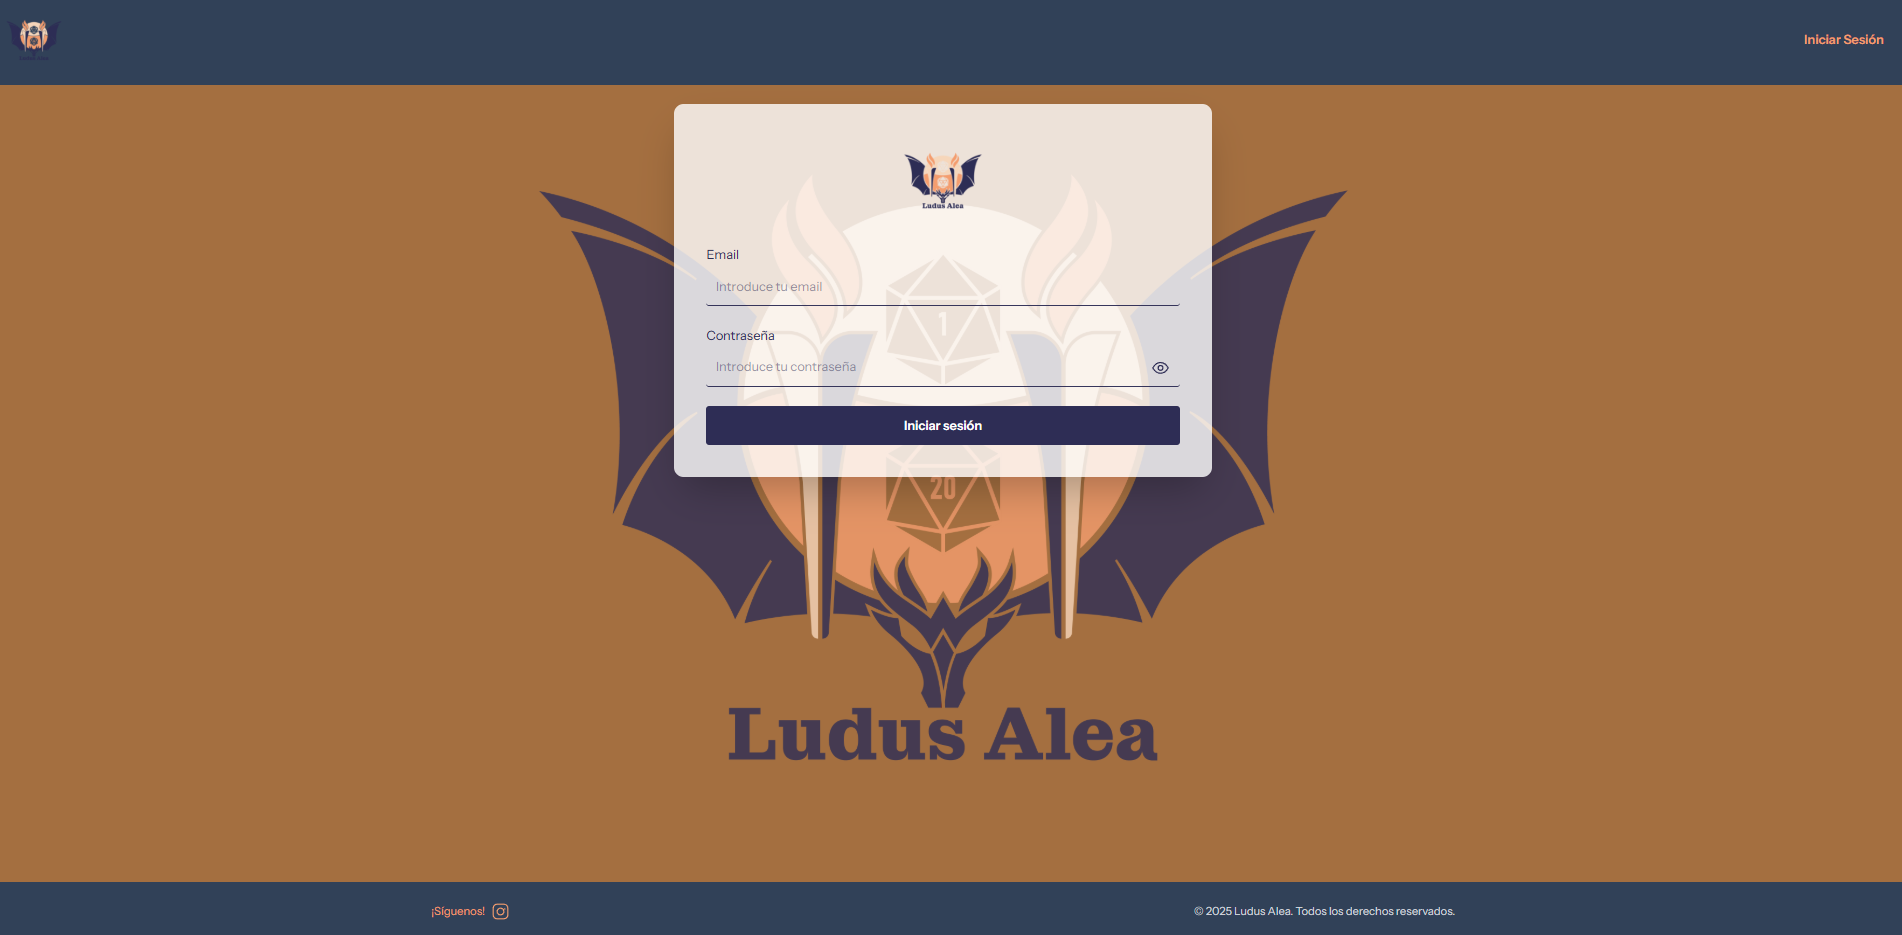 Iniciar Sesión
Ludus Alea
Email
Introduce tu email
1
Contraseña
Introduce tu contraseña
Iniciar sesión
20
Ludus Alea
¡Síguenos!
© 2025 Ludus Alea. Todos los derechos reservados.